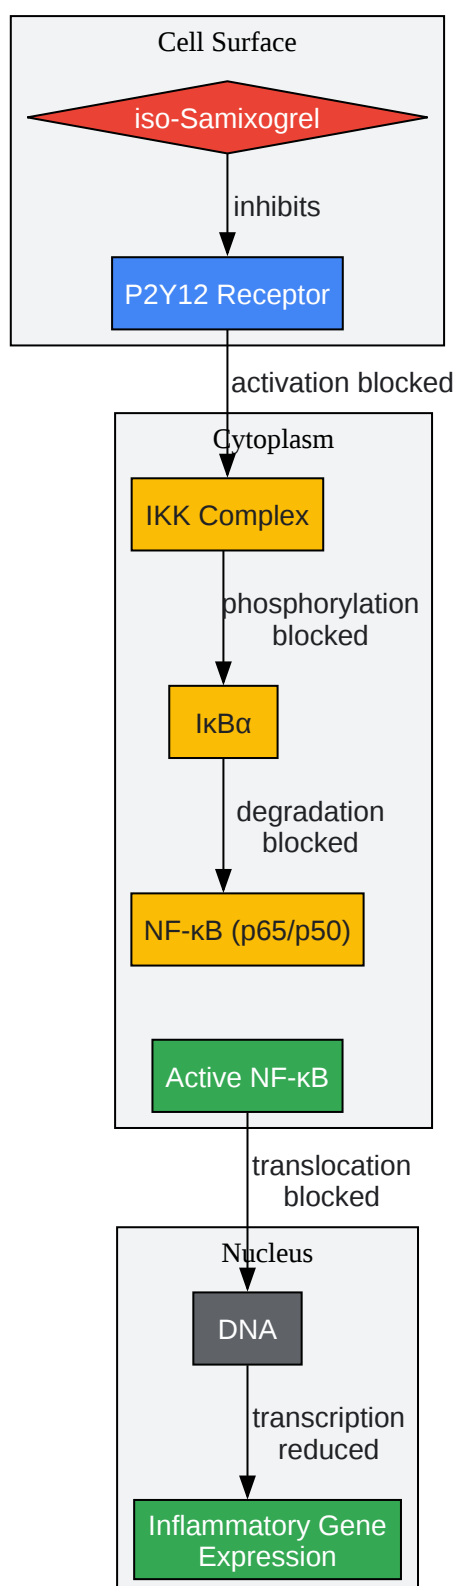 Cell Surface
iso-Samixogrel
inhibits
P2Y12 Receptor
activation blocked
Cytoplasm
IKK Complex
phosphorylation
blocked
IκBα
degradation
blocked
NF-κB (p65/p50)
Active NF-κB
translocation
blocked
Nucleus
DNA
transcription
reduced
Inflammatory Gene
Expression